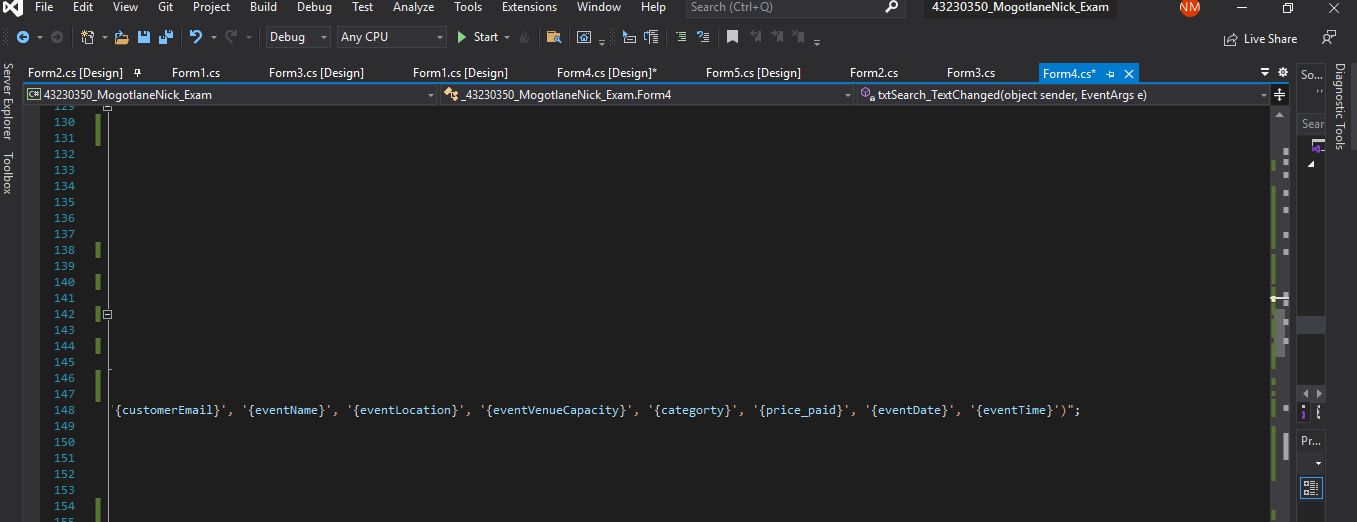 File Edit View Git Project Build Debug Test Analyze Tools Extensions Window Help Search (Ctrl+Q) 43230350_MogotlaneNick_Exam NM
Debug Any CPU Start Live Share
Form2.cs [Design] Form1.cs Form3.cs [Design] Form1.cs [Design] Form4.cs [Design]* Form5.cs [Design] Form2.cs Form3.cs Form4.cs* So...
C# 43230350_MogotlaneNick_Exam _43230350_MogotlaneNick_Exam.Form4 txtSearch_TextChanged(object sender, EventArgs e)
Server Explorer
Toolbox
Diagnostic Tools
Sear
129
130
131
132
133
134
135
136
137
138
139
140
141
142
143
144
145
146
147
148 '{customerEmail}', '{eventName}', '{eventLocation}', '{eventVenueCapacity}', '{categorty}', '{price_paid}', '{eventDate}', '{eventTime}')";
149
150
151
152
153
154
155
Pr...